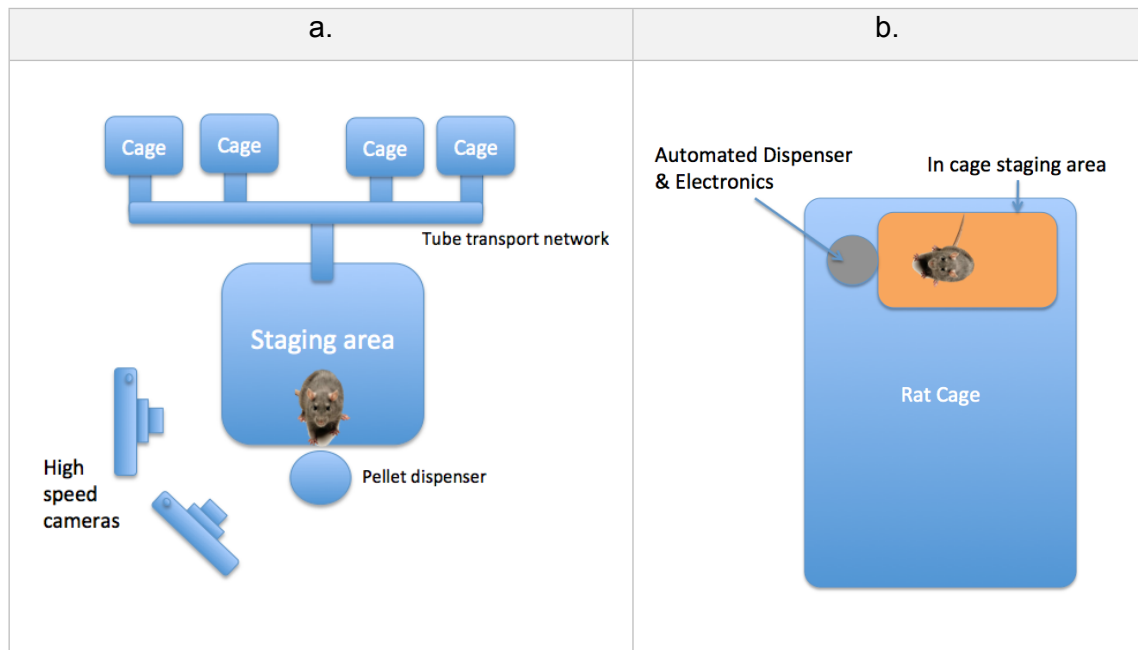 a.
b.
Cage
Cage
Cage
Cage
Tube transport network
Staging area
High
speed
cameras
Pellet dispenser
Automated Dispenser
& Electronics
In cage staging area
Rat Cage